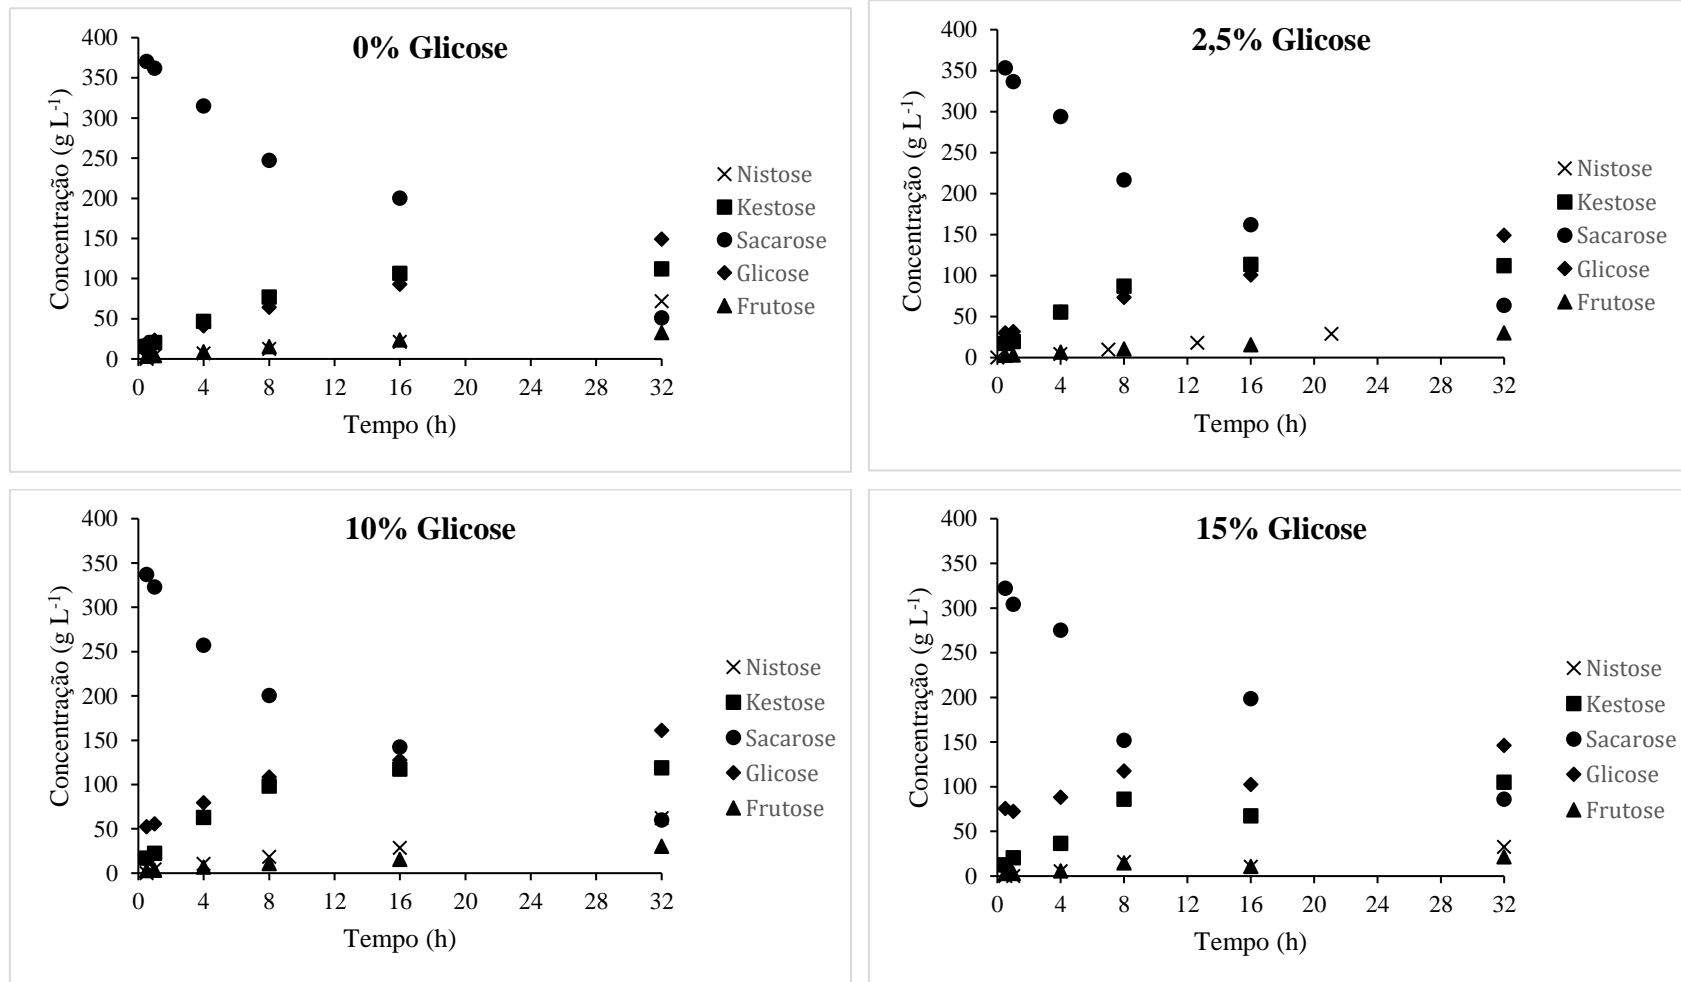 0% Glicose
Concentração (g L-1)
400
350
300
250
200
150
100
50
0
0 4 8 12 16 20 24 28 32
Tempo (h)
Nistose
Kestose
Sacarose
Glicose
Frutose
2,5% Glicose
Concentração (g L-1)
400
350
300
250
200
150
100
50
0
0 4 8 12 16 20 24 28 32
Tempo (h)
Nistose
Kestose
Sacarose
Glicose
Frutose
10% Glicose
Concentração (g L-1)
400
350
300
250
200
150
100
50
0
0 4 8 12 16 20 24 28 32
Tempo (h)
Nistose
Kestose
Sacarose
Glicose
Frutose
15% Glicose
Concentração (g L-1)
400
350
300
250
200
150
100
50
0
0 4 8 12 16 20 24 28 32
Tempo (h)
Nistose
Kestose
Sacarose
Glicose
Frutose